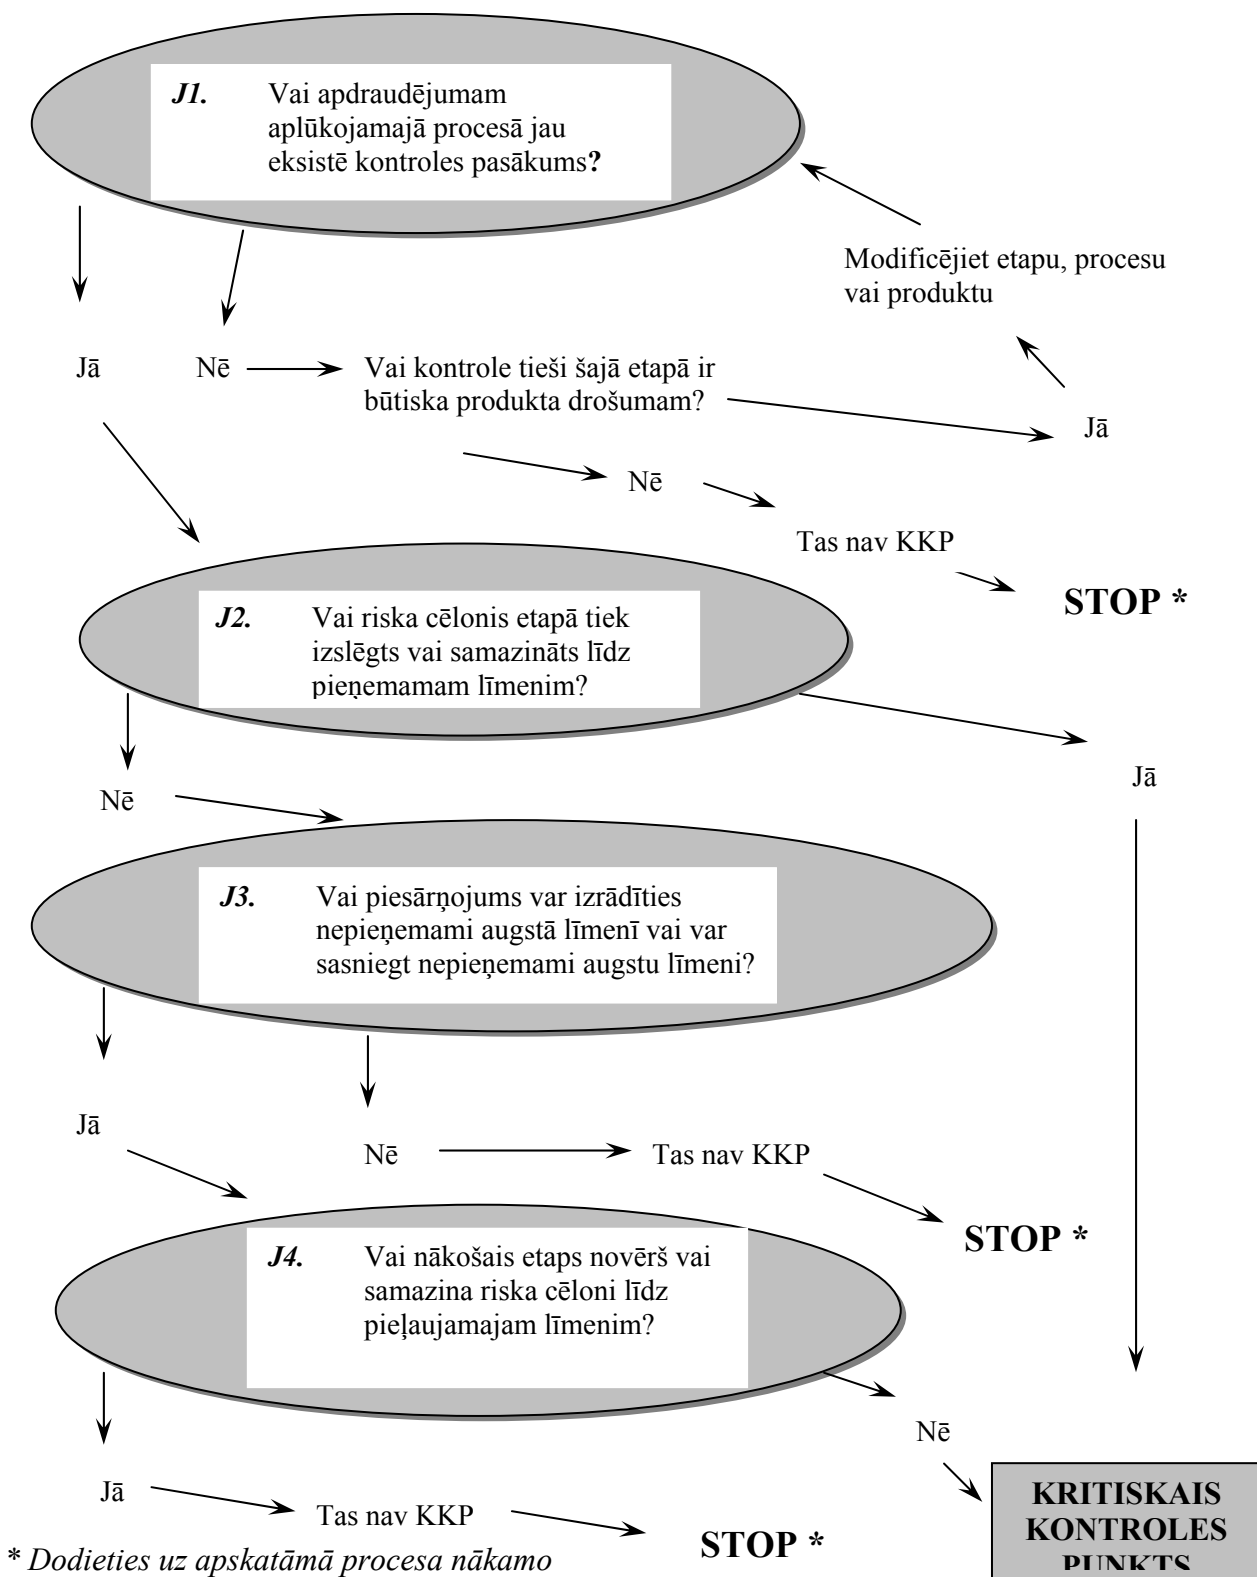 J1. Vai apdraudējumam
aplūkojamajā procesā jau
eksistē kontroles pasākums?
Modificējiet etapu, procesu
vai produktu
Jā
Nē
Vai kontrole tieši šajā etapā ir
būtiska produkta drošumam?
Jā
Nē
Tas nav KKP
STOP *
J2. Vai riska cēlonis etapā tiek
izslēgts vai samazināts līdz
pieņemamam līmenim?
Jā
Nē
J3. Vai piesārņojums var izrādīties
nepieņemami augstā līmenī vai var
sasniegt nepieņemami augstu līmeni?
Jā
Nē
Tas nav KKP
STOP *
J4. Vai nākošais etaps novērš vai
samazina riska cēloni līdz
pieļaujamajam līmenim?
Nē
Jā
Tas nav KKP
STOP *
KRITISKAIS
KONTROLES
PUNKTS
* Dodieties uz apskatāmā procesa nākamo